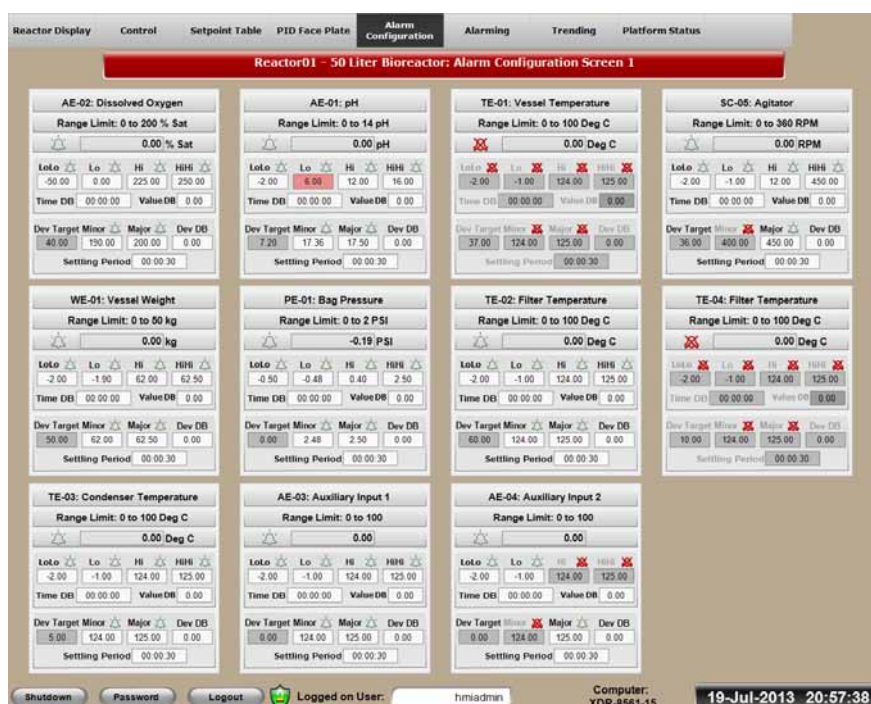 Reactor Display Control Setpoint Table PID Face Plate Alarm Configuration Alarming Trending Platform Status
Reactor01 - 50 Liter Bioreactor: Alarm Configuration Screen 1
AE-02: Dissolved Oxygen
Range Limit: 0 to 200 % Sat
0.00 % Sat
LoLo Lo Hi HiHi
-50.00 0.00 225.00 250.00
Time DB 00:00:00 Value DB 0.00
Dev Target Minor Major Dev DB
40.00 190.00 200.00 0.00
Settling Period 00:00:30
AE-01: pH
Range Limit: 0 to 14 pH
0.00 pH
LoLo Lo Hi HiHi
-2.00 6.00 12.00 16.00
Time DB 00:00:00 Value DB 0.00
Dev Target Minor Major Dev DB
7.20 17.36 17.50 0.00
Settling Period 00:00:30
TE-01: Vessel Temperature
Range Limit: 0 to 100 Deg C
0.00 Deg C
LoLo Lo Hi HiHi
-2.00 -1.00 124.00 125.00
Time DB 00:00:00 Value DB 0.00
Dev Target Minor Major Dev DB
37.00 124.00 125.00 0.00
Settling Period 00:00:30
SC-05: Agitator
Range Limit: 0 to 360 RPM
0.00 RPM
LoLo Lo Hi HiHi
-2.00 -1.00 12.00 450.00
Time DB 00:00:00 Value DB 0.00
Dev Target Minor Major Dev DB
36.00 400.00 450.00 0.00
Settling Period 00:00:30
WE-01: Vessel Weight
Range Limit: 0 to 50 kg
0.00 kg
LoLo Lo Hi HiHi
-2.00 -1.90 62.00 62.50
Time DB 00:00:00 Value DB 0.00
Dev Target Minor Major Dev DB
50.00 62.00 62.50 0.00
Settling Period 00:00:30
PE-01: Bag Pressure
Range Limit: 0 to 2 PSI
-0.19 PSI
LoLo Lo Hi HiHi
-0.50 -0.48 0.40 2.50
Time DB 00:00:00 Value DB 0.00
Dev Target Minor Major Dev DB
0.00 2.48 2.50 0.00
Settling Period 00:00:30
TE-02: Filter Temperature
Range Limit: 0 to 100 Deg C
0.00 Deg C
LoLo Lo Hi HiHi
-2.00 -1.00 124.00 125.00
Time DB 00:00:00 Value DB 0.00
Dev Target Minor Major Dev DB
60.00 124.00 125.00 0.00
Settling Period 00:00:30
TE-04: Filter Temperature
Range Limit: 0 to 100 Deg C
0.00 Deg C
LoLo Lo Hi HiHi
-2.00 -1.00 124.00 125.00
Time DB 00:00:00 Value DB 0.00
Dev Target Minor Major Dev DB
10.00 124.00 125.00 0.00
Settling Period 00:00:30
TE-03: Condenser Temperature
Range Limit: 0 to 100 Deg C
0.00 Deg C
LoLo Lo Hi HiHi
-2.00 -1.00 124.00 125.00
Time DB 00:00:00 Value DB 0.00
Dev Target Minor Major Dev DB
5.00 124.00 125.00 0.00
Settling Period 00:00:30
AE-03: Auxiliary Input 1
Range Limit: 0 to 100
0.00
LoLo Lo Hi HiHi
-2.00 -1.00 124.00 125.00
Time DB 00:00:00 Value DB 0.00
Dev Target Minor Major Dev DB
0.00 124.00 125.00 0.00
Settling Period 00:00:30
AE-04: Auxiliary Input 2
Range Limit: 0 to 100
0.00
LoLo Lo Hi HiHi
-2.00 -1.00 124.00 125.00
Time DB 00:00:00 Value DB 0.00
Dev Target Minor Major Dev DB
0.00 124.00 125.00 0.00
Settling Period 00:00:30
Shutdown Password Logout Logged on User: hmiadmin Computer: XDR-8561-15 19-Jul-2013 20:57:38